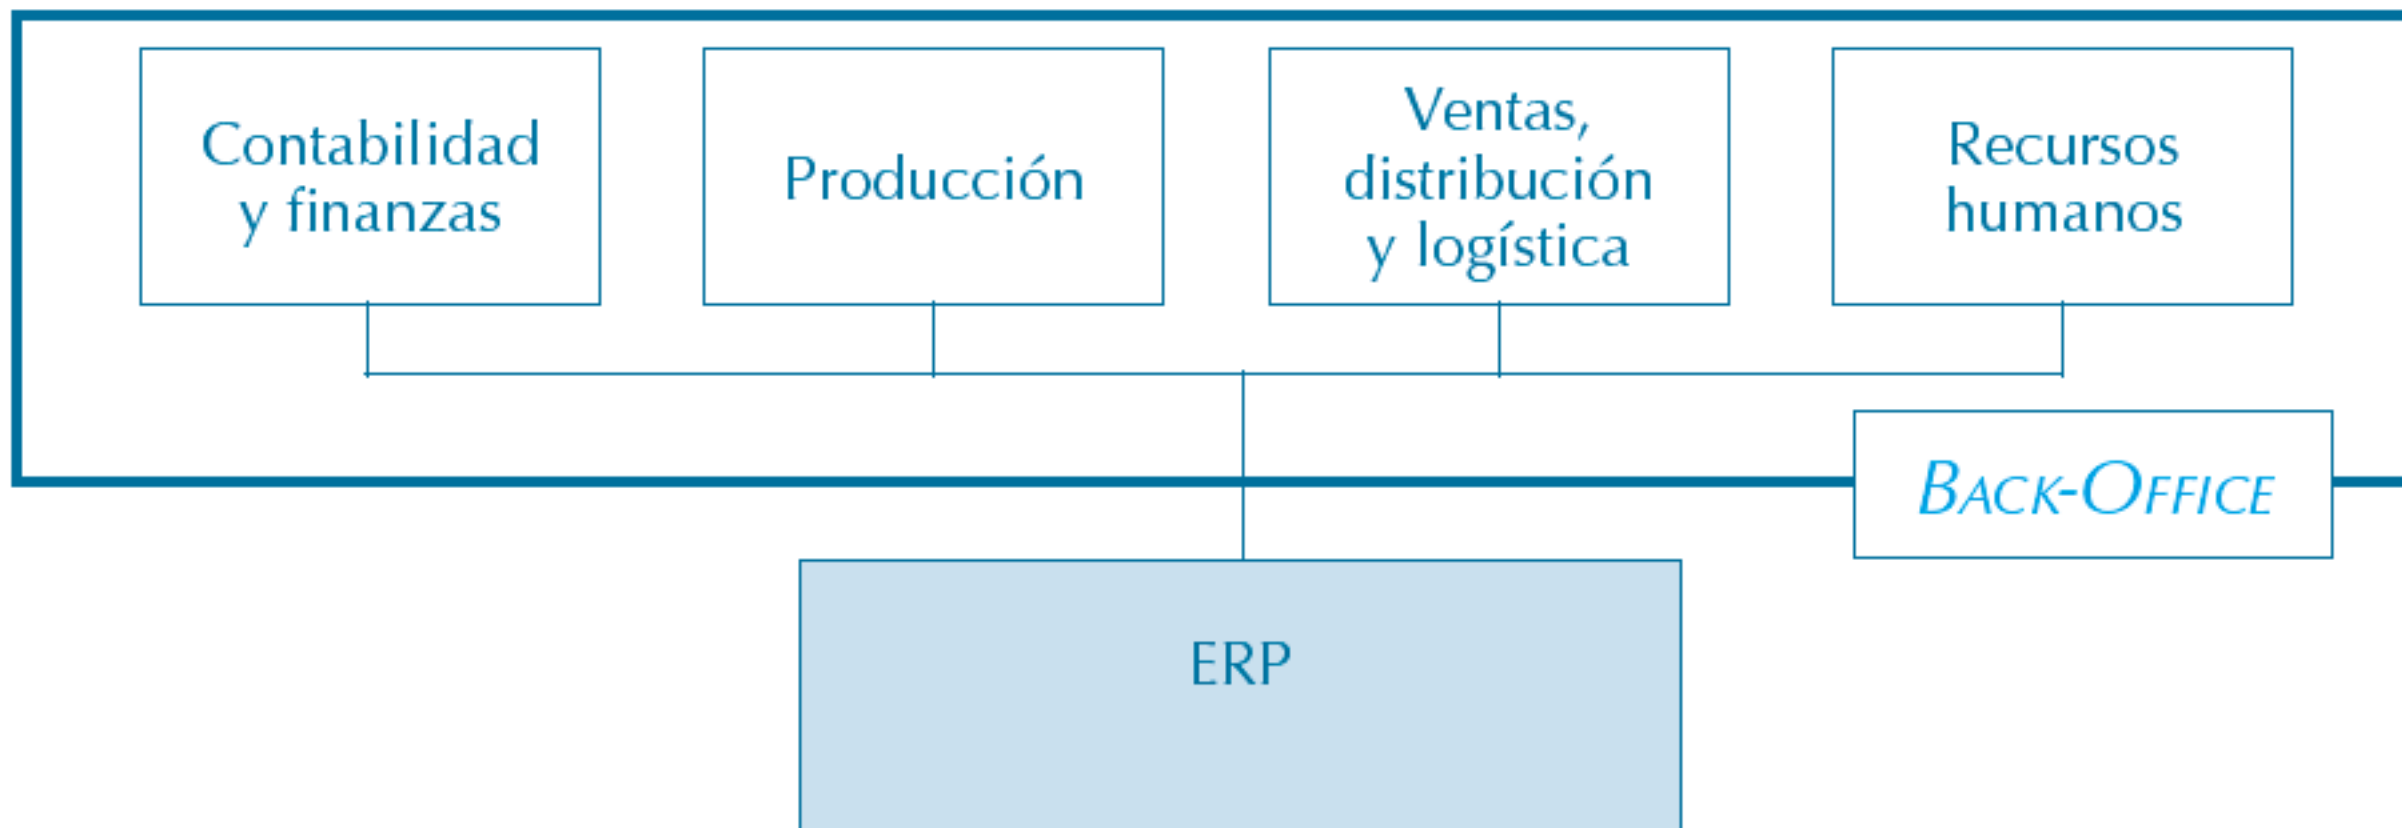 Contabilidad
y finanzas
Producción
Ventas,
distribución
y logística
Recursos
humanos
BACK-OFFICE
ERP